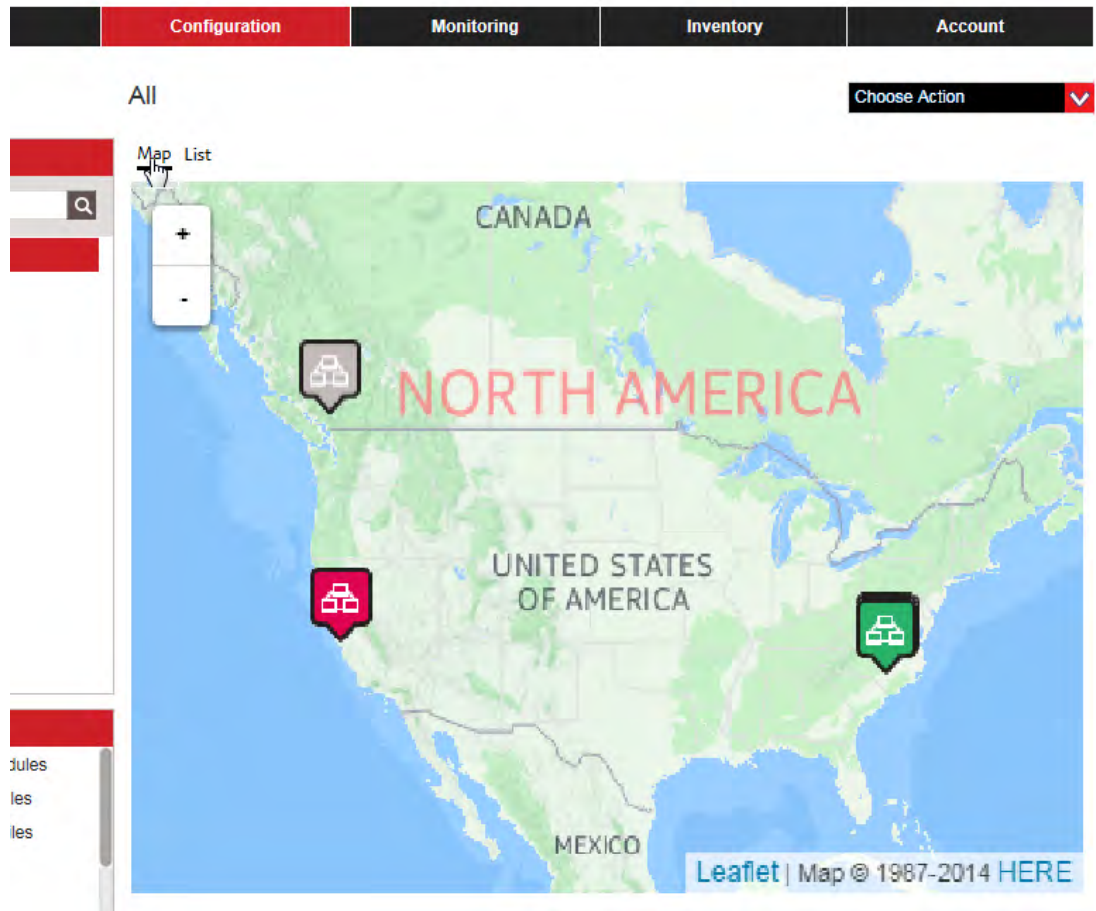 Configuration
Monitoring
Inventory
Account
All
Choose Action
Map List
+
-
CANADA
NORTH AMERICA
UNITED STATES
OF AMERICA
dules
les
iles
MEXICO
Leaflet | Map © 1987-2014 HERE